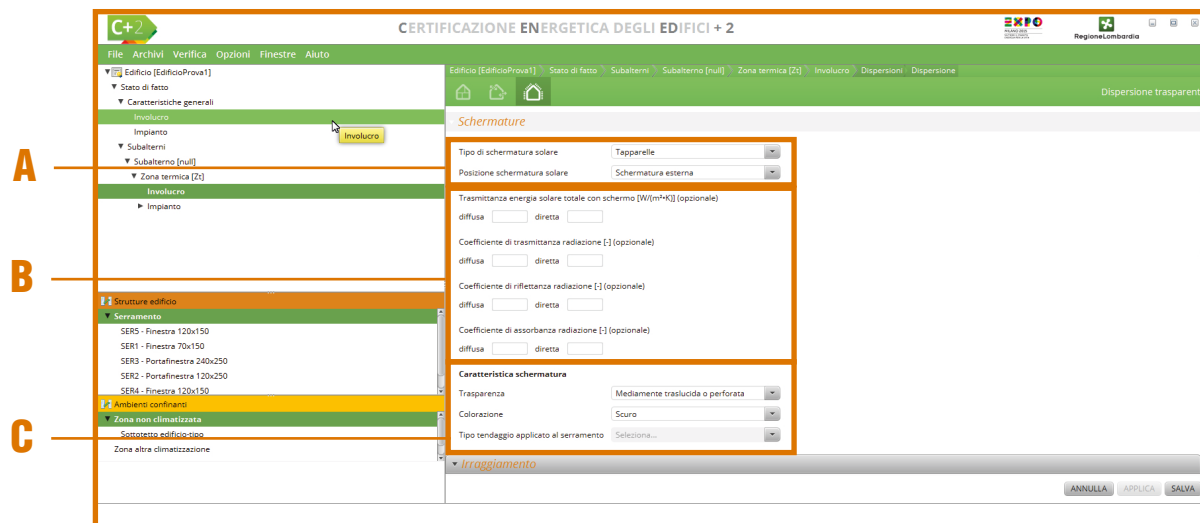 C+2
CERTIFICAZIONE ENERGETICA DEGLI EDIFICI + 2
EXPO
MILANO 2015
RegioneLombardia
File Archivi Verifica Opzioni Finestre Aiuto
Edificio [EdificioProva1]
Stato di fatto
Caratteristiche generali
Involucro
Involucro
Impianto
Subalterni
Subalterno [null]
Zona termica [Zt]
Involucro
Impianto
Strutture edificio
Serramento
SER5 - Finestra 120x150
SER1 - Finestra 70x150
SER3 - Portafinestra 240x250
SER2 - Portafinestra 120x250
SER4 - Finestra 120x150
Ambienti confinanti
Zona non climatizzata
Sottotetto edificio-tipo
Zona altra climatizzazione
Edificio [EdificioProva1] Stato di fatto Subalterni Subalterno [null] Zona termica [Zt] Involucro Dispersioni Dispersione
Dispersione trasparent
Schermature
A
Tipo di schermatura solare Tapparelle
Posizione schermatura solare Schermatura esterna
B
Trasmittanza energia solare totale con schermo [W/(m²•K)] (opzionale)
diffusa diretta
Coefficiente di trasmittanza radiazione [-] (opzionale)
diffusa diretta
Coefficiente di riflettanza radiazione [-] (opzionale)
diffusa diretta
Coefficiente di assorbanza radiazione [-] (opzionale)
diffusa diretta
C
Caratteristica schermatura
Trasparenza Mediamente traslucida o perforata
Colorazione Scuro
Tipo tendaggio applicato al serramento Seleziona...
Irraggiamento
ANNULLA APPLICA SALVA